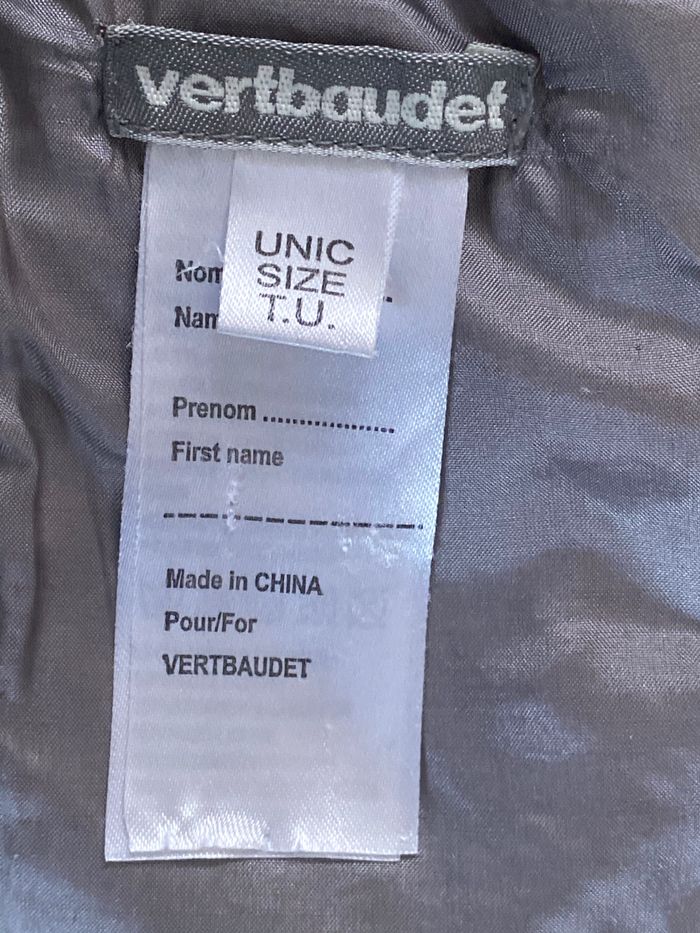 vertbaudet
UNIC
SIZE
T.U.
Nom
Nam
Prenom ..................
First name
Made in CHINA
Pour/For
VERTBAUDET